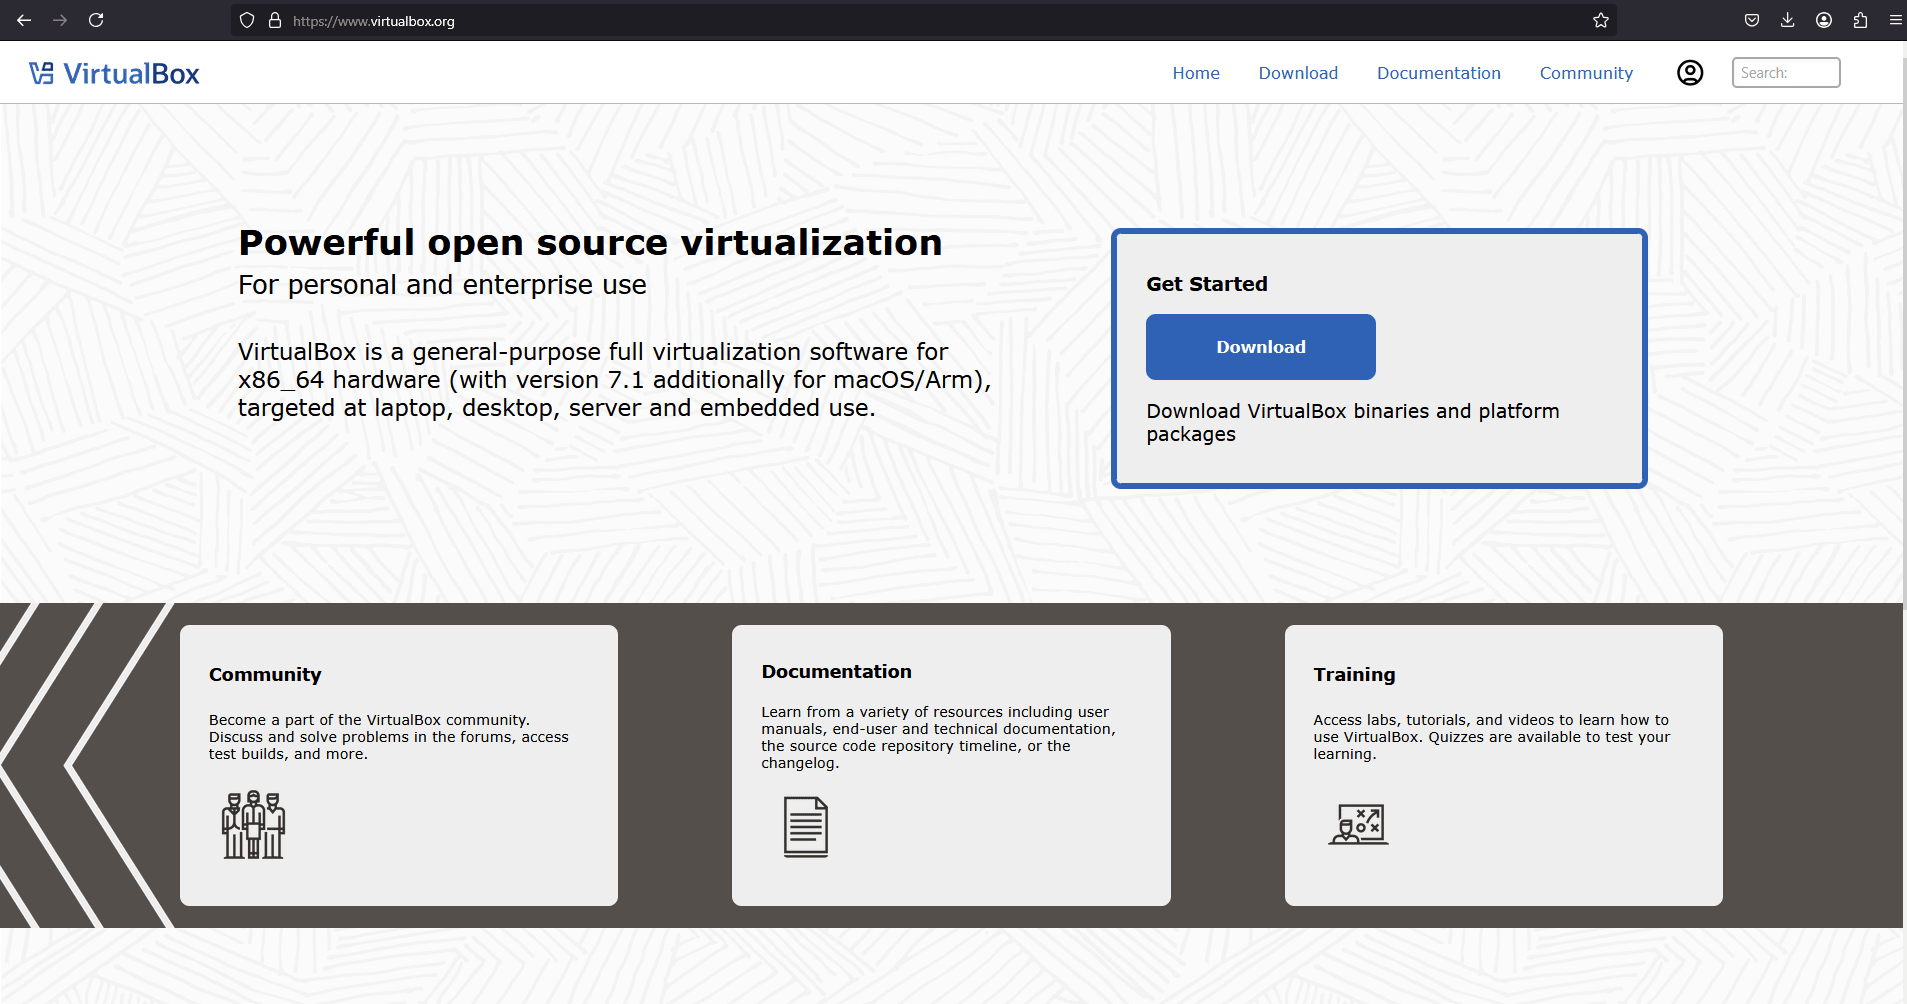 https://www.virtualbox.org
VirtualBox
Home
Download
Documentation
Community
Search:
Powerful open source virtualization
For personal and enterprise use
VirtualBox is a general-purpose full virtualization software for
x86_64 hardware (with version 7.1 additionally for macOS/Arm),
targeted at laptop, desktop, server and embedded use.
Get Started
Download
Download VirtualBox binaries and platform
packages
Community
Become a part of the VirtualBox community.
Discuss and solve problems in the forums, access
test builds, and more.
Documentation
Learn from a variety of resources including user
manuals, end-user and technical documentation,
the source code repository timeline, or the
changelog.
Training
Access labs, tutorials, and videos to learn how to
use VirtualBox. Quizzes are available to test your
learning.